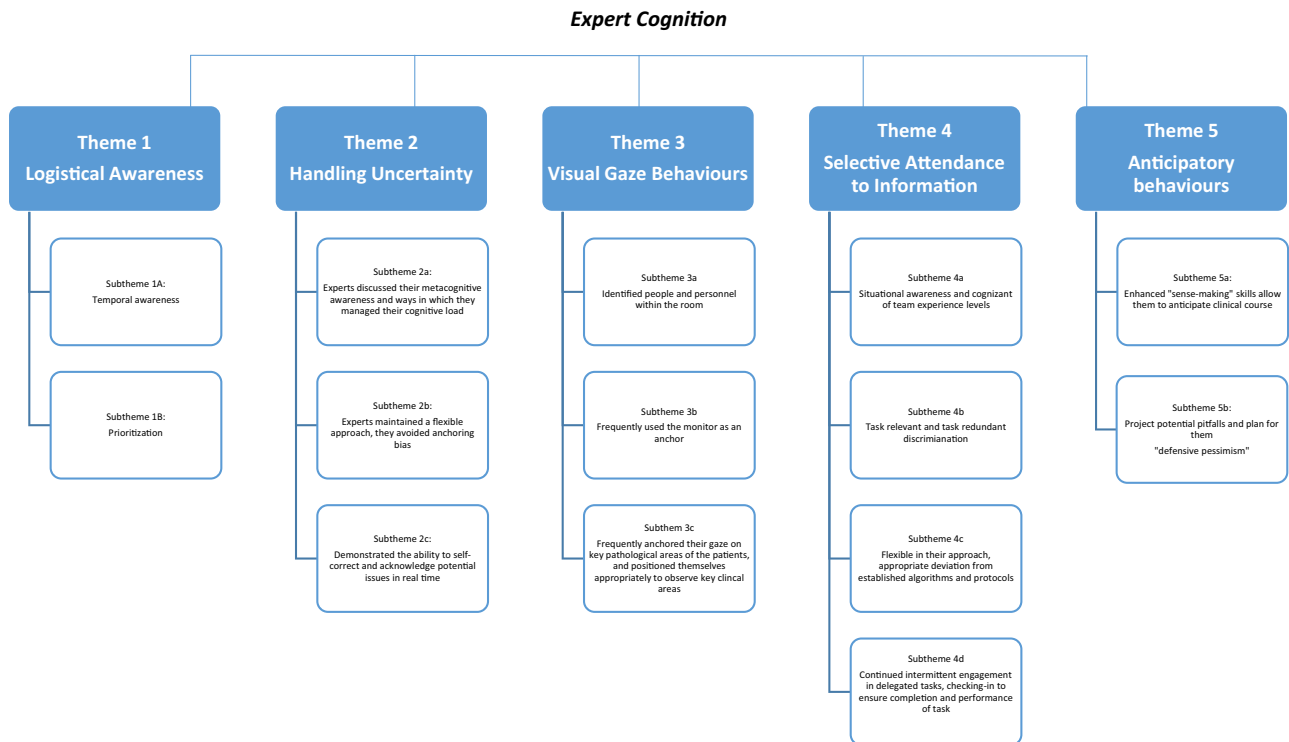 Expert Cognition
Theme 1
Logistical Awareness
Subtheme 1A:
Temporal awareness
Subtheme 1B:
Prioritization
Theme 2
Handling Uncertainty
Subtheme 2a:
Experts discussed their metacognitive
awareness and ways in which they
managed their cognitive load
Subtheme 2b:
Experts maintained a flexible
approach, they avoided anchoring
bias
Subtheme 2c:
Demonstrated the ability to self-
correct and acknowledge potential
issues in real time
Theme 3
Visual Gaze Behaviours
Subtheme 3a
Identified people and personnel
within the room
Subtheme 3b
Frequently used the monitor as an
anchor
Subthem 3c
Frequently anchored their gaze on
key pathological areas of the patients,
and positioned themselves
appropriately to observe key clincal
areas
Theme 4
Selective Attendance
to Information
Subtheme 4a
Situational awareness and cognizant
of team experience levels
Subtheme 4b
Task relevant and task redundant
discrimianation
Subtheme 4c
Flexible in their approach,
appropriate deviation from
established algorithms and protocols
Subtheme 4d
Continued intermittent engagement
in delegated tasks, checking-in to
ensure completion and performance
of task
Theme 5
Anticipatory
behaviours
Subtheme 5a:
Enhanced "sense-making" skills allow
them to anticipate clinical course
Subtheme 5b:
Project potential pitfalls and plan for
them
"defensive pessimism"